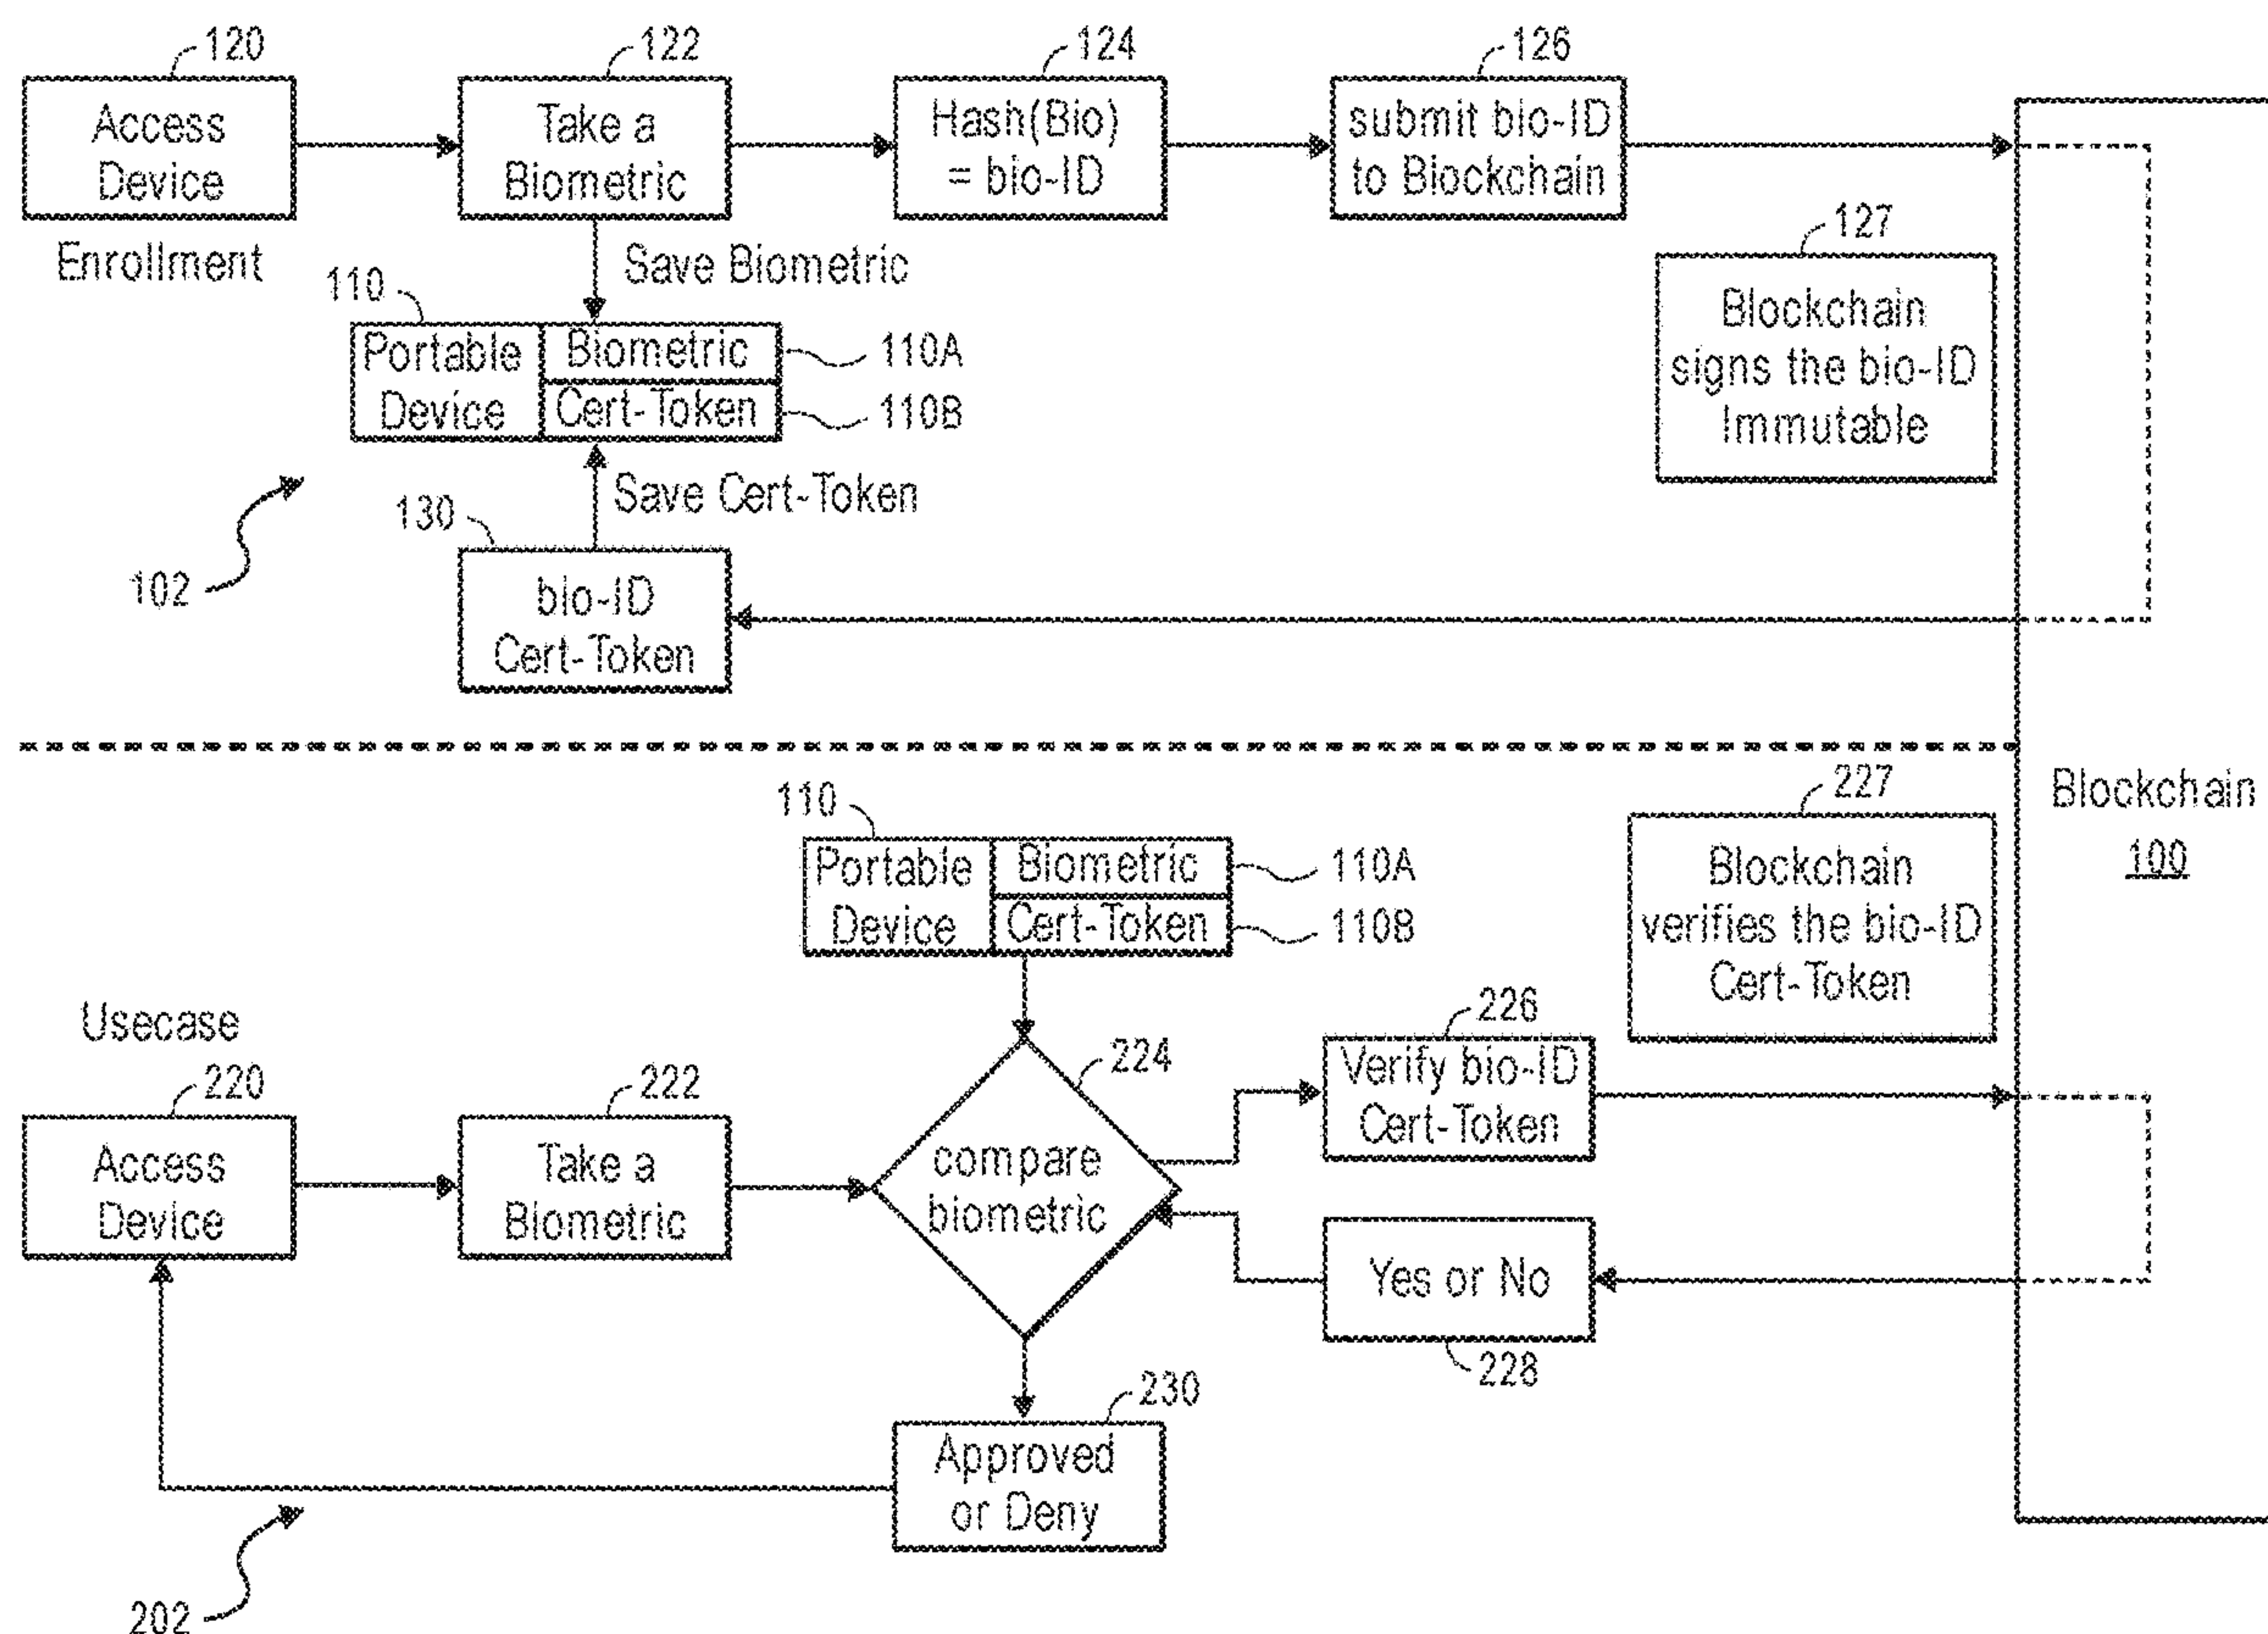 120
122
124
126
Access
Device
Take a
Biometric
Hash(Bio)
= bio-ID
submit bio-ID
to Blockchain
Enrollment
Save Biometric
127
Blockchain
signs the bio-ID
Immutable
110
Portable
Device
Biometric
Cert-Token
110A
110B
Save Cert-Token
130
102
bio-ID
Cert-Token
Blockchain
100
110
Portable
Device
Biometric
Cert-Token
110A
110B
227
Blockchain
verifies the bio-ID
Cert-Token
Usecase
220
Access
Device
222
Take a
Biometric
224
compare
biometric
226
Verify bio-ID
Cert-Token
Yes or No
228
230
Approved
or Deny
202